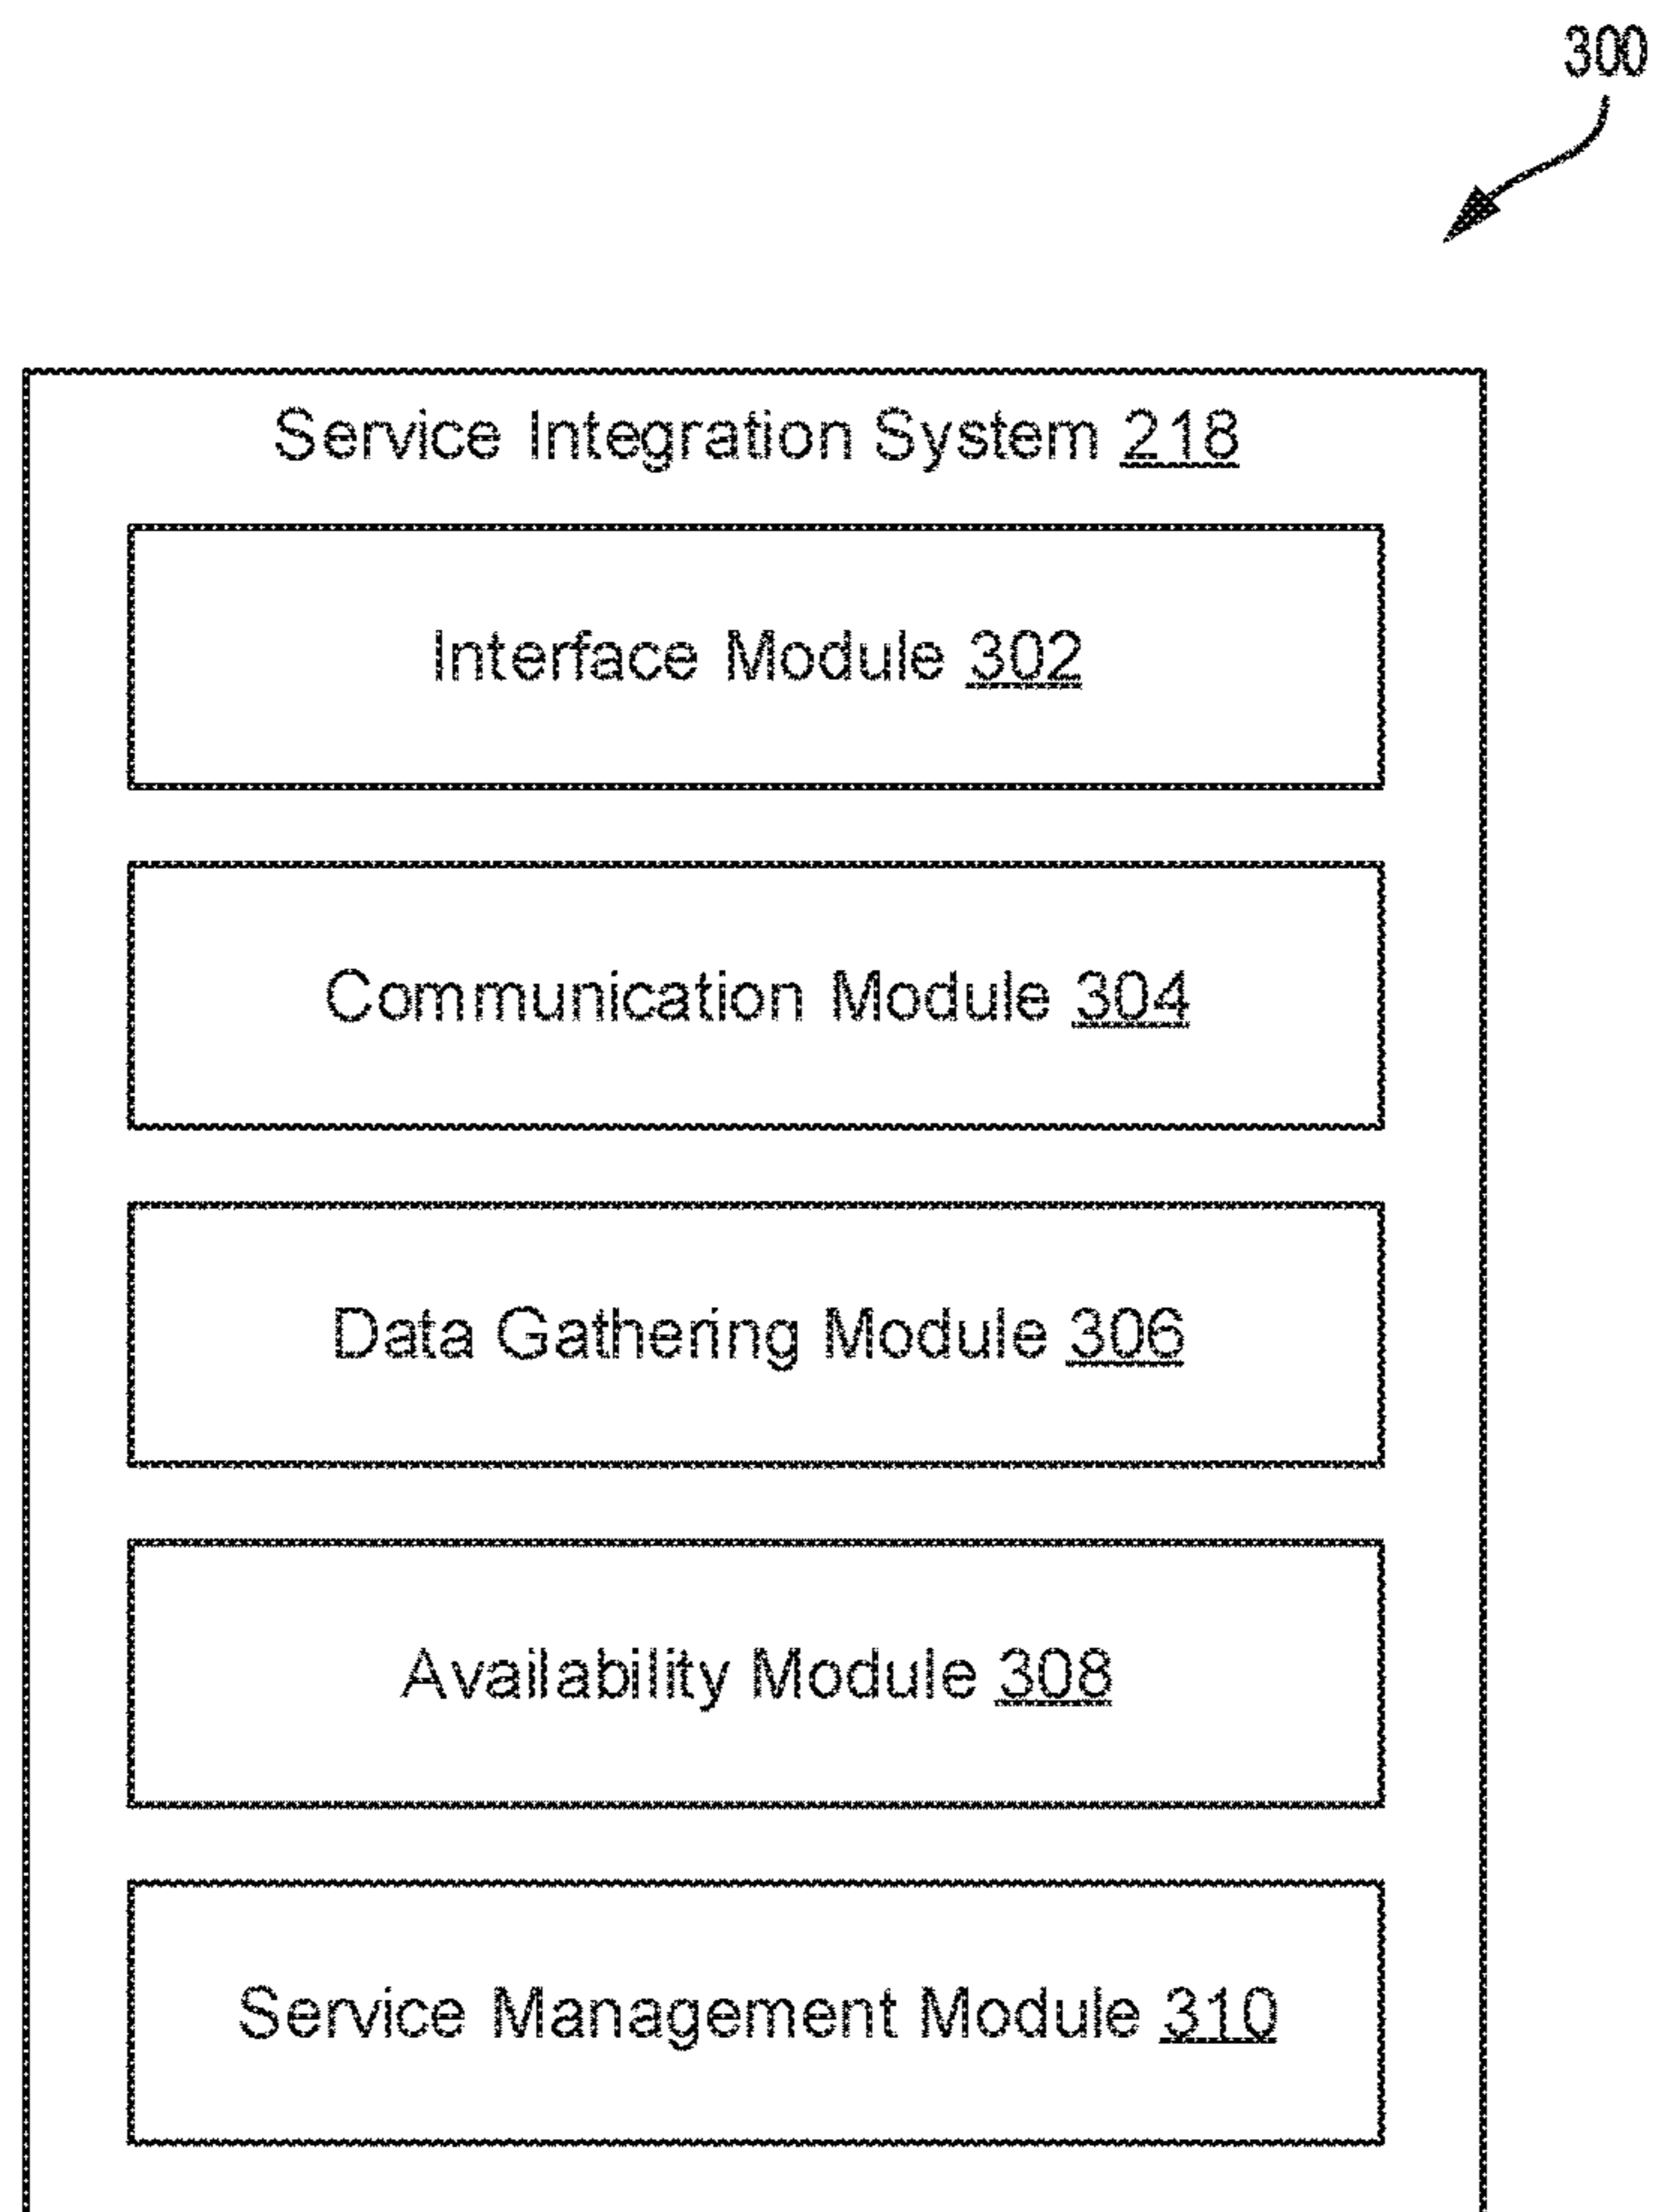 300
Service Integration System 218
Interface Module 302
Communication Module 304
Data Gathering Module 306
Availability Module 308
Service Management Module 310